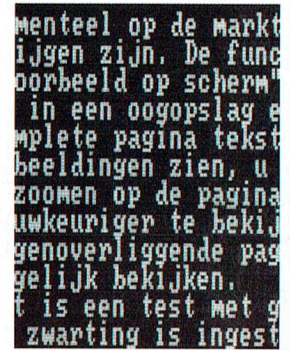 menteel op de markt
ijgen zijn. De func
oorbeeld op scherm"
in een oogopslag e
mplete pagina tekst
beeldingen zien, u
zoomen op de pagina
uwkeuriger te bekij
genoverliggende pag
gelijk bekijken.
t is een test met g
zwarting is ingest